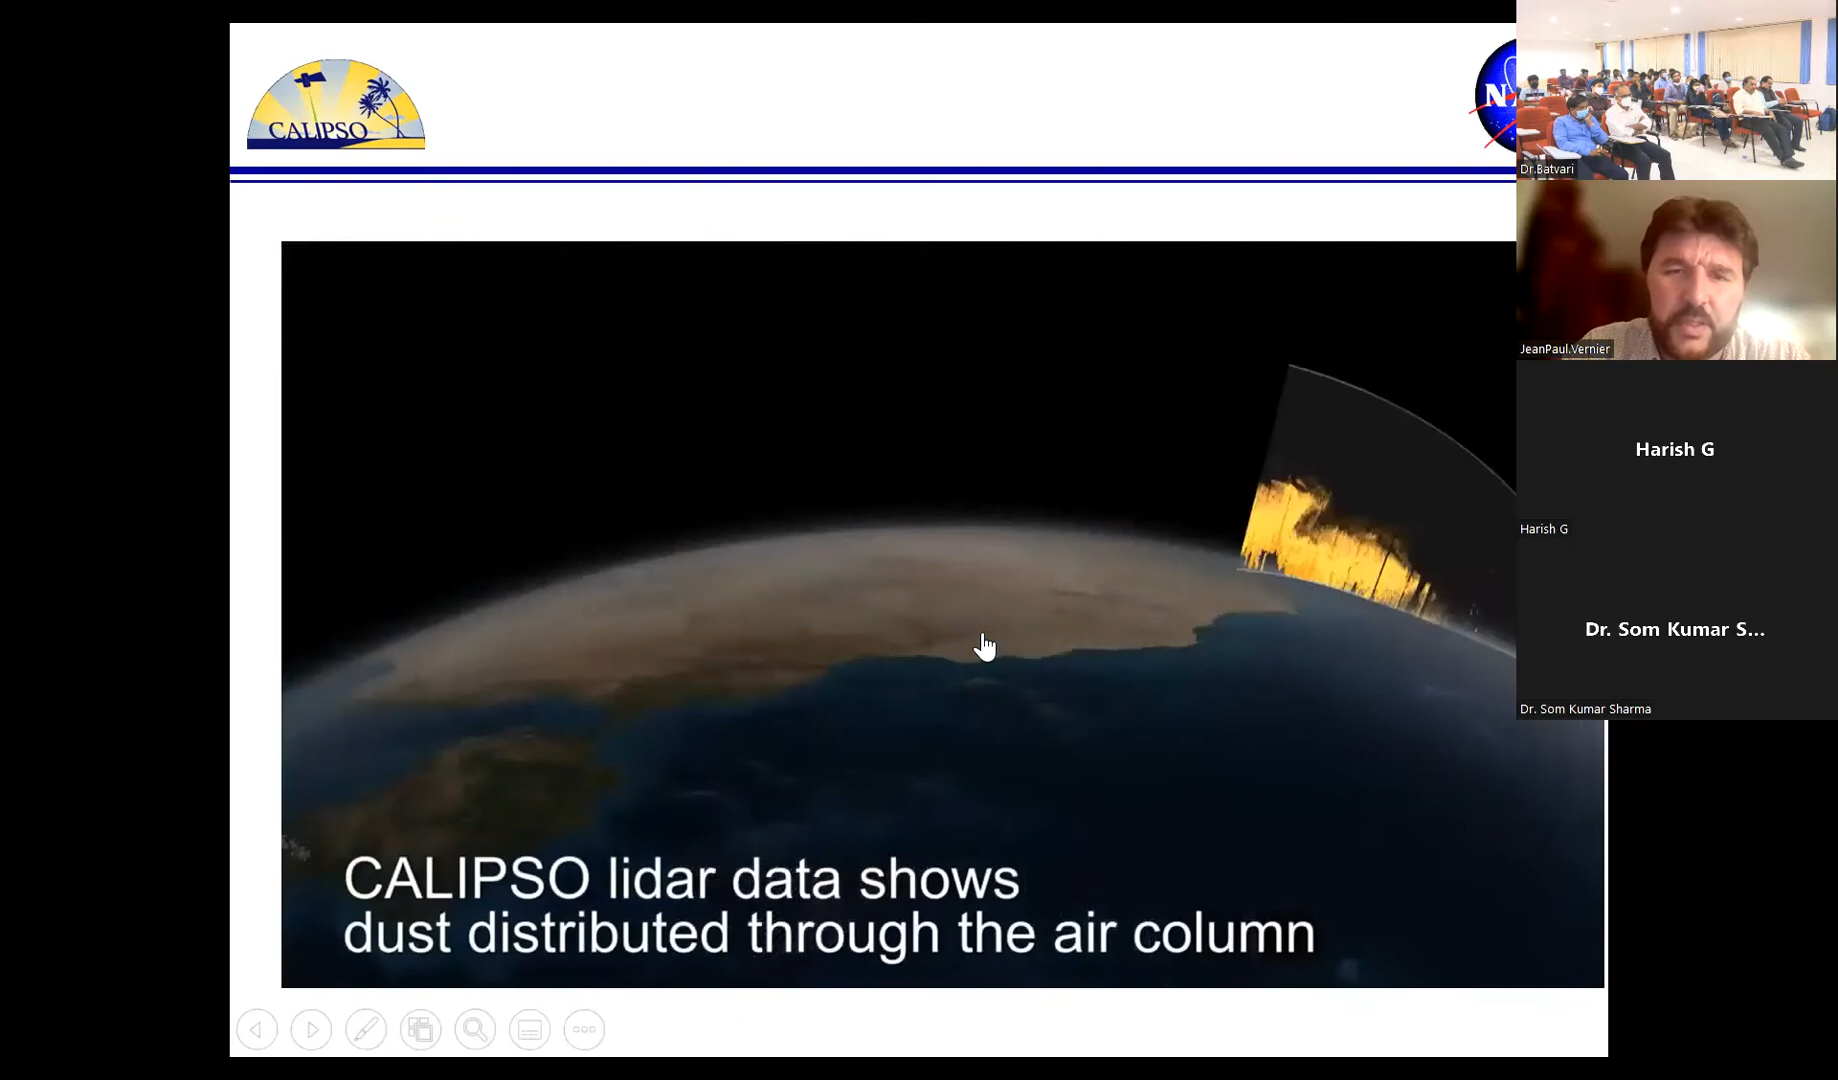 CALIPSO
Dr.Batvari
JeanPaul.Vernier
Harish G
Harish G
Dr. Som Kumar S...
Dr. Som Kumar Sharma
CALIPSO lidar data shows
dust distributed through the air column